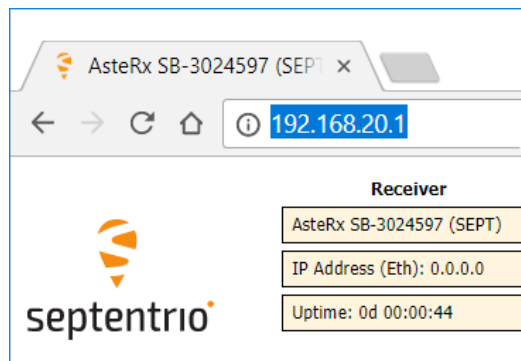 AsteRx SB-3024597 (SEPT
192.168.20.1
Receiver
AsteRx SB-3024597 (SEPT)
IP Address (Eth): 0.0.0.0
Uptime: 0d 00:00:44
septentrio